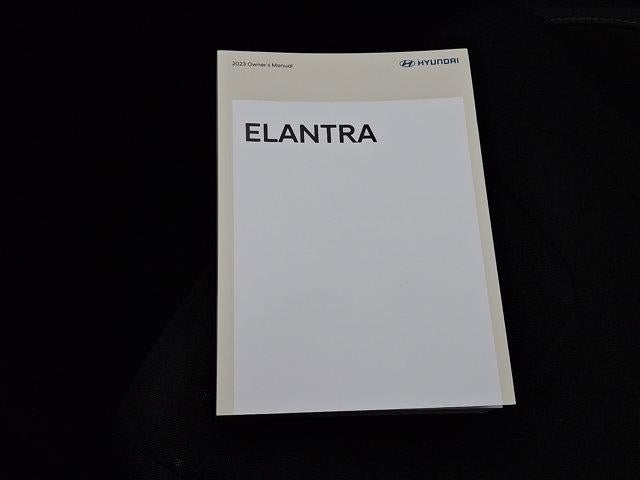 2023 Owner's Manual HYUNDAI
ELANTRA